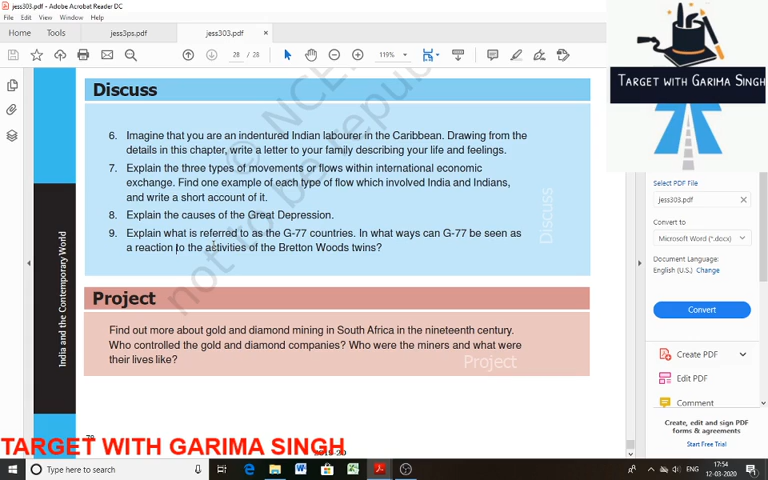 jess303.pdf - Adobe Acrobat Reader DC
File Edit View Window Help
Home Tools jess3ps.pdf jess303.pdf ×
28 / 28 119%
TARGET WITH GARIMA SINGH
Discuss
6. Imagine that you are an indentured Indian labourer in the Caribbean. Drawing from the
details in this chapter, write a letter to your family describing your life and feelings.
7. Explain the three types of movements or flows within international economic
exchange. Find one example of each type of flow which involved India and Indians,
and write a short account of it.
8. Explain the causes of the Great Depression.
9. Explain what is referred to as the G-77 countries. In what ways can G-77 be seen as
a reaction to the activities of the Bretton Woods twins?
Discuss
Project
Find out more about gold and diamond mining in South Africa in the nineteenth century.
Who controlled the gold and diamond companies? Who were the miners and what were
their lives like?
Project
India and the Contemporary World
© NCE
not to be repub
Select PDF File
jess303.pdf
Convert to
Microsoft Word (*.docx)
Document Language:
English (U.S.) Change
Convert
Create PDF
Edit PDF
Comment
Create, edit and sign PDF
forms & agreements
Start Free Trial
78
2019-20
TARGET WITH GARIMA SINGH
Type here to search
ENG
17:54
12-03-2020